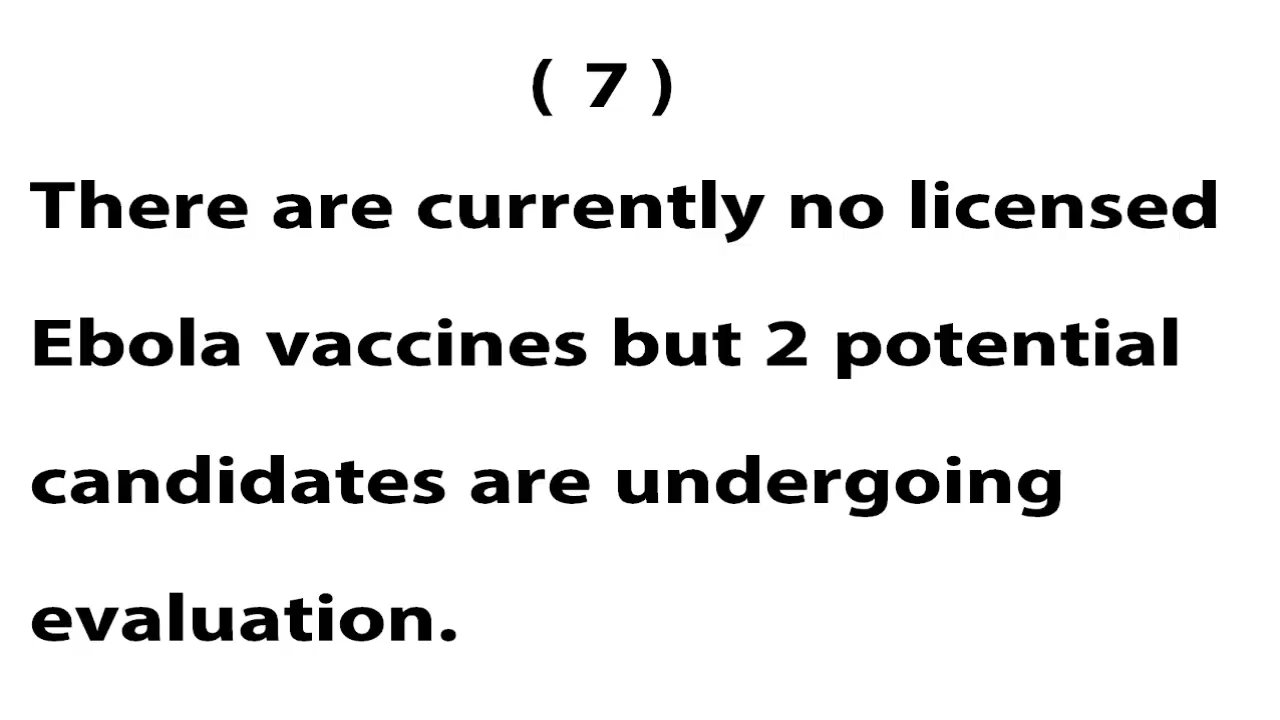 ( 7 )
There are currently no licensed
Ebola vaccines but 2 potential
candidates are undergoing
evaluation.